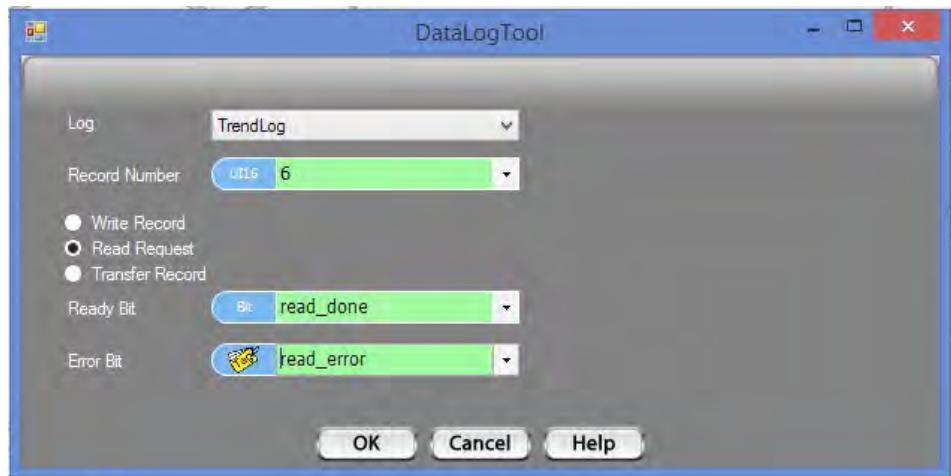 DataLogTool
Log TrendLog
Record Number UI16 6
Write Record
Read Request
Transfer Record
Ready Bit Bit read_done
Error Bit read_error
OK Cancel Help